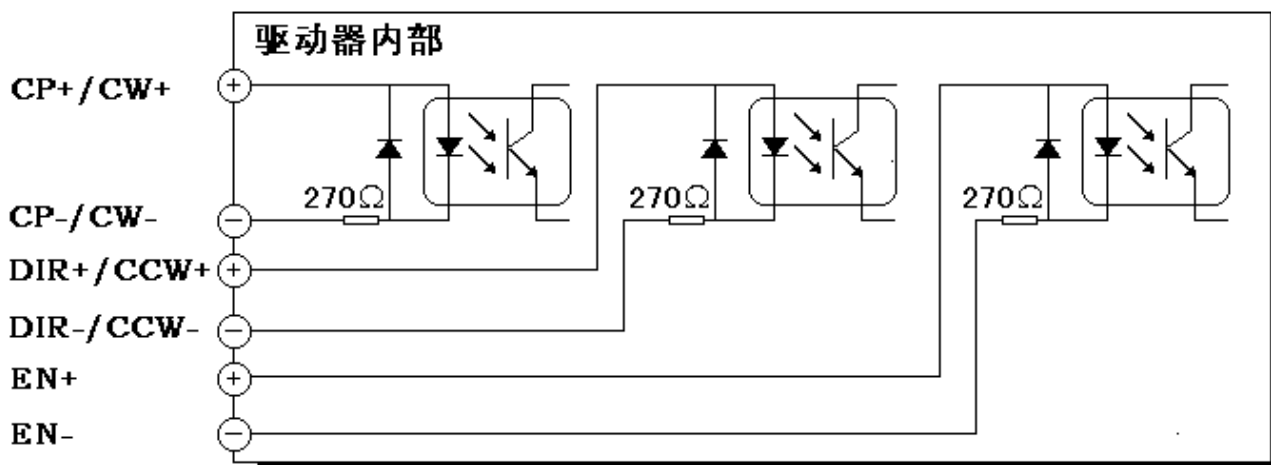 驱动器内部
CP+/CW+
270Ω 270Ω 270Ω
CP-/CW-
DIR+/CCW+
DIR-/CCW-
EN+
EN-